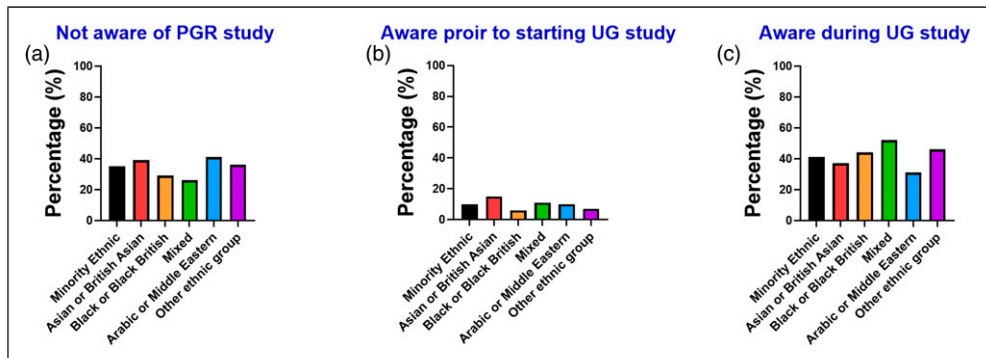 Not aware of PGR study
(a)
Percentage (%)
100
80
60
40
20
0
Minority Ethnic
Asian or British Asian
Black or Black British
Mixed
Arabic or Middle Eastern
Other ethnic group
Aware proir to starting UG study
(b)
Percentage (%)
100
80
60
40
20
0
Minority Ethnic
Asian or British Asian
Black or Black British
Mixed
Arabic or Middle Eastern
Other ethnic group
Aware during UG study
(c)
Percentage (%)
100
80
60
40
20
0
Minority Ethnic
Asian or British Asian
Black or Black British
Mixed
Arabic or Middle Eastern
Other ethnic group